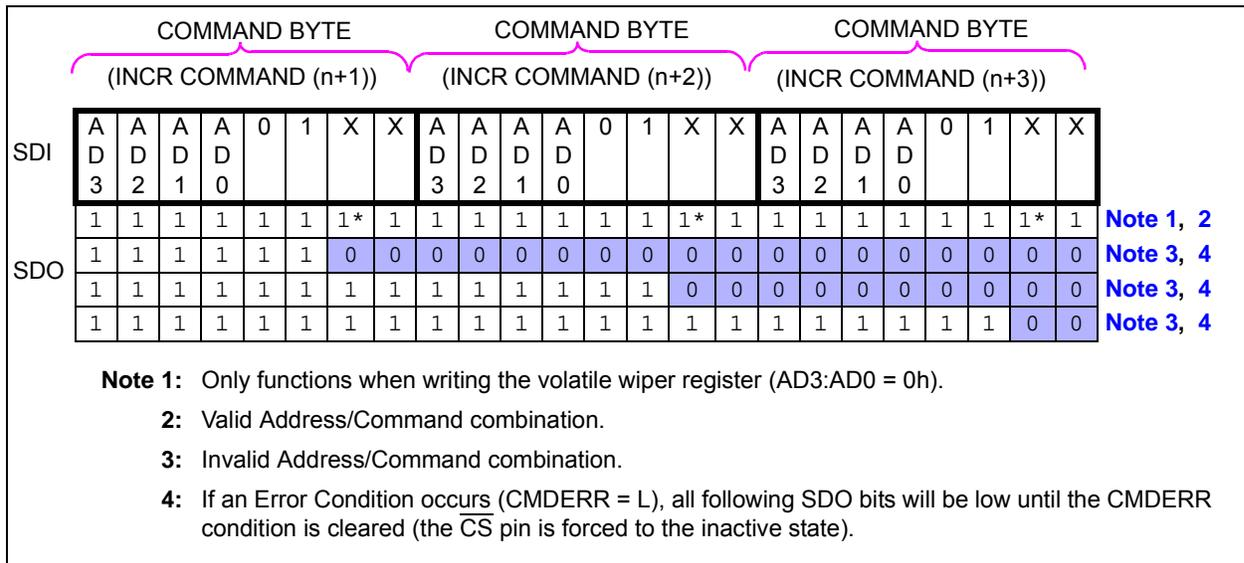 COMMAND BYTE COMMAND BYTE COMMAND BYTE
(INCR COMMAND (n+1)) (INCR COMMAND (n+2)) (INCR COMMAND (n+3))
SDI
A A A A 0 1 X X A A A A 0 1 X X A A A A 0 1 X X
D D D D D D D D D D D D
3 2 1 0 3 2 1 0 3 2 1 0
SDO
1 1 1 1 1 1 1* 1 1 1 1 1 1 1 1* 1 1 1 1 1 1 1 1* 1 Note 1, 2
1 1 1 1 1 1 0 0 0 0 0 0 0 0 0 0 0 0 0 0 0 0 0 0 Note 3, 4
1 1 1 1 1 1 1 1 1 1 1 1 1 1 0 0 0 0 0 0 0 0 0 0 Note 3, 4
1 1 1 1 1 1 1 1 1 1 1 1 1 1 1 1 1 1 1 1 1 1 0 0 Note 3, 4
Note 1: Only functions when writing the volatile wiper register (AD3:AD0 = 0h).
2: Valid Address/Command combination.
3: Invalid Address/Command combination.
4: If an Error Condition occurs (CMDERR = L), all following SDO bits will be low until the CMDERR
condition is cleared (the C̅S̅ pin is forced to the inactive state).